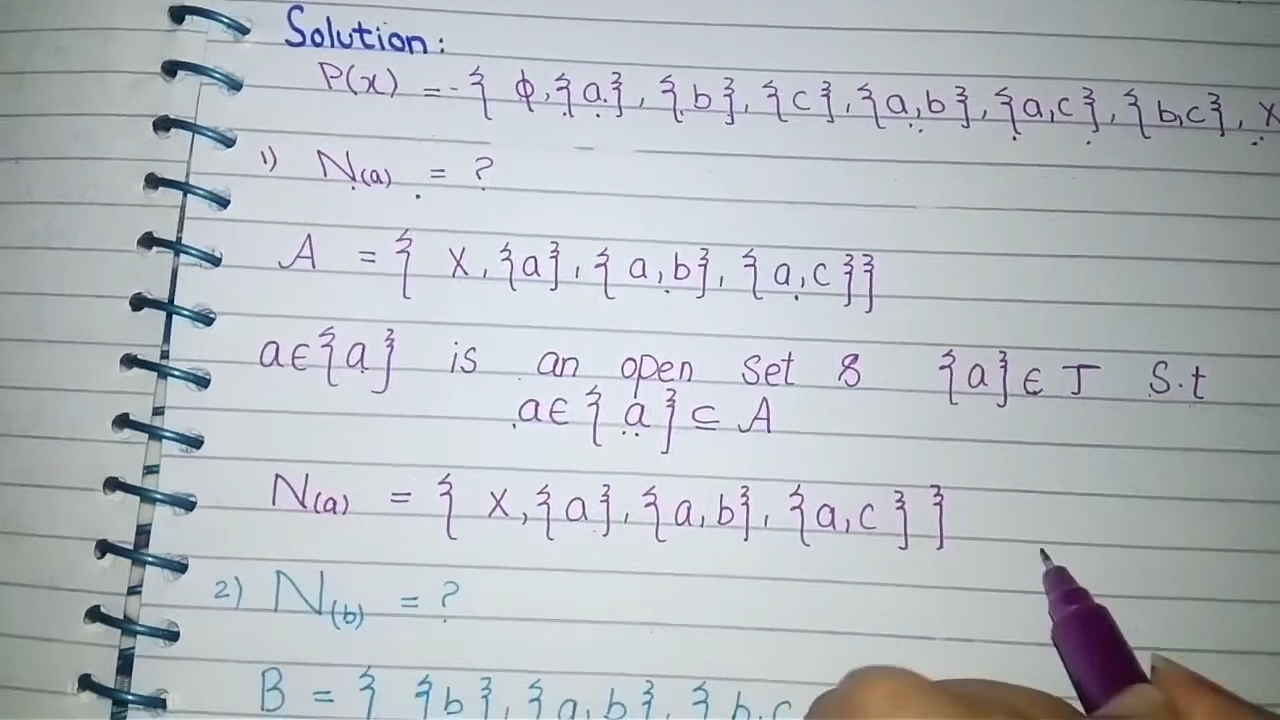 Solution:
P(x) = { ϕ, {a}, {b}, {c}, {a,b}, {a,c}, {b,c}, X
1) N(a) = ?
A = { X, {a}, {a,b}, {a,c}}
a∈{a} is an open set & {a}∈T S.t
a∈{a}⊂A
N(a) = { X, {a}, {a,b}, {a,c} }
2) N(b) = ?
B = { {b}, {a,b}, {b,c